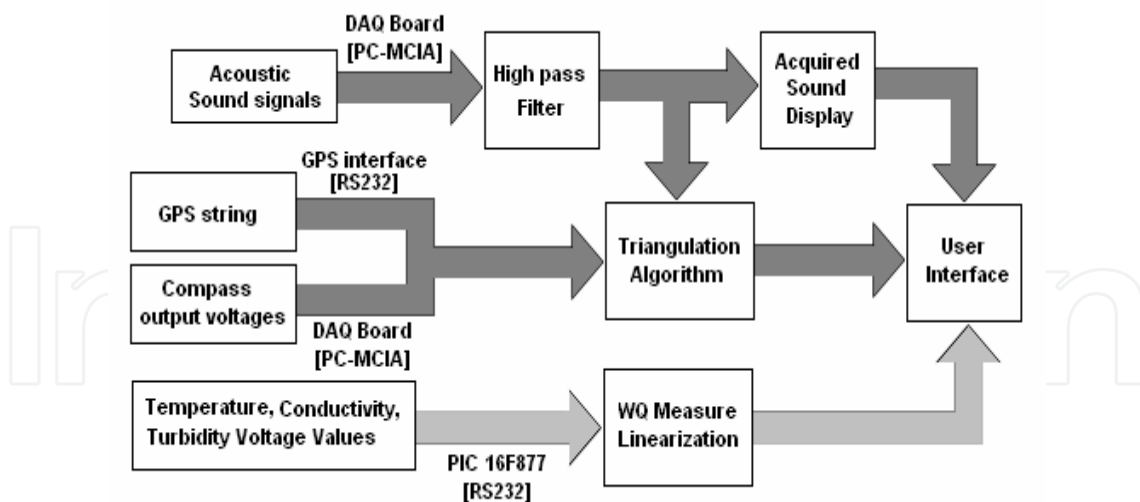 DAQ Board
[PC-MCIA]
Acoustic
Sound signals
High pass
Filter
Acquired
Sound
Display
GPS interface
[RS232]
GPS string
Compass
output voltages
DAQ Board
[PC-MCIA]
Triangulation
Algorithm
User
Interface
Temperature, Conductivity,
Turbidity Voltage Values
PIC 16F877
[RS232]
WQ Measure
Linearization